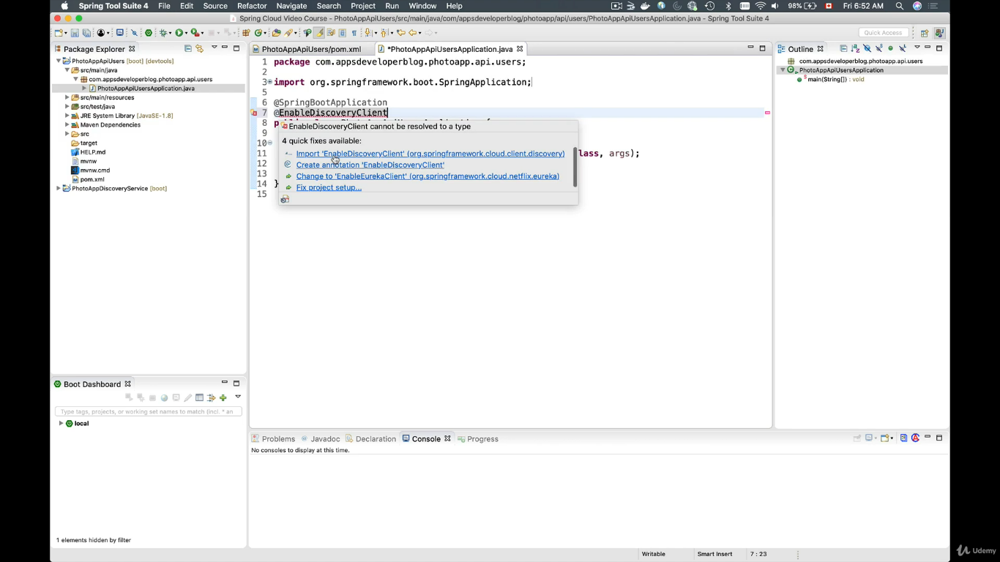 Spring Tool Suite 4 File Edit Source Refactor Navigate Search Project Run Window Help 98% Fri 6:52 AM
Spring Cloud Video Course - PhotoAppApiUsers/src/main/java/com/appsdeveloperblog/photoapp/api/users/PhotoAppApiUsersApplication.java - Spring Tool Suite 4
Quick Access
Package Explorer
PhotoAppApiUsers [boot] [devtools]
src/main/java
com.appsdeveloperblog.photoapp.api.users
PhotoAppApiUsersApplication.java
src/main/resources
src/test/java
JRE System Library [JavaSE-1.8]
Maven Dependencies
src
target
HELP.md
mvnw
mvnw.cmd
pom.xml
PhotoAppDiscoveryService [boot]
PhotoAppApiUsers/pom.xml *PhotoAppApiUsersApplication.java
1 package com.appsdeveloperblog.photoapp.api.users;
2
3 import org.springframework.boot.SpringApplication;
5
6 @SpringBootApplication
7 @EnableDiscoveryClient
8
9
10
11 lass, args);
12
13
14 }
15
EnableDiscoveryClient cannot be resolved to a type
4 quick fixes available:
Import 'EnableDiscoveryClient' (org.springframework.cloud.client.discovery)
Create annotation 'EnableDiscoveryClient'
Change to 'EnableEurekaClient' (org.springframework.cloud.netflix.eureka)
Fix project setup...
Outline
com.appsdeveloperblog.photoapp.api.users
PhotoAppApiUsersApplication
main(String[]) : void
Boot Dashboard
Type tags, projects, or working set names to match (incl. * an
local
1 elements hidden by filter
Problems Javadoc Declaration Console Progress
No consoles to display at this time.
Writable Smart Insert 7 : 23
Udemy